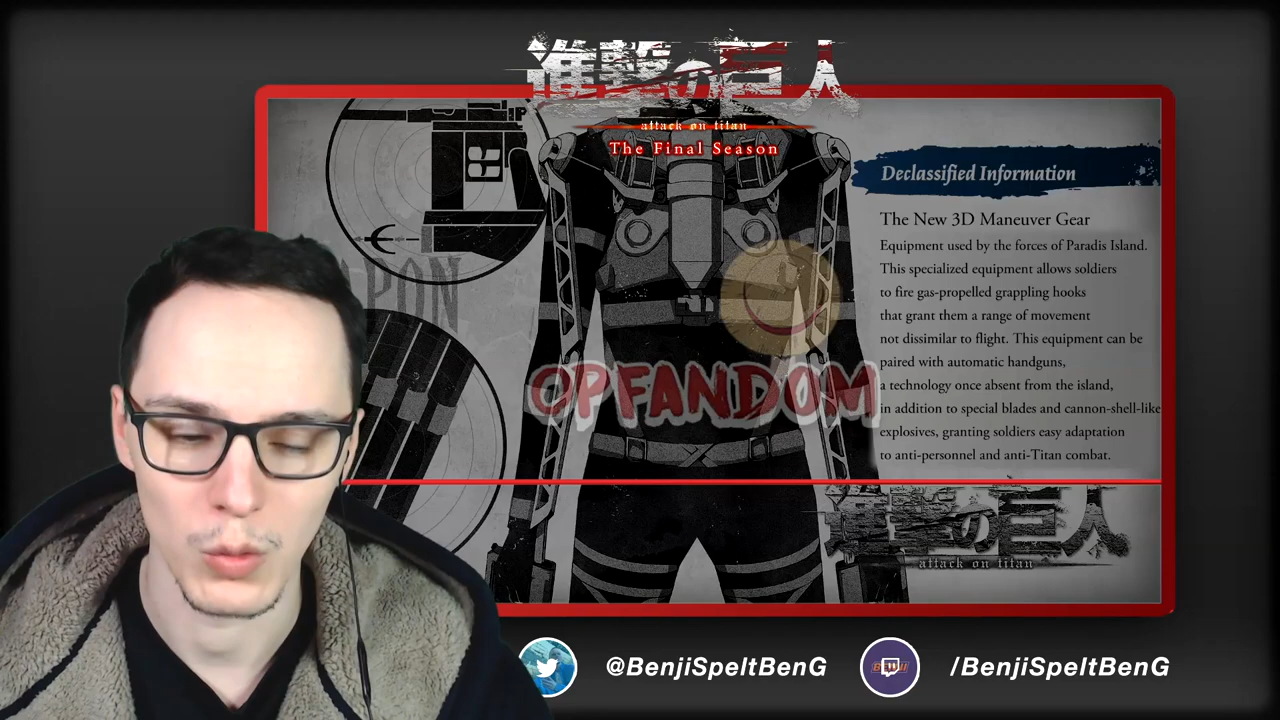 進撃の巨人
attack on titan
The Final Season
Declassified Information
The New 3D Maneuver Gear
Equipment used by the forces of Paradis Island.
This specialized equipment allows soldiers
to fire gas-propelled grappling hooks
that grant them a range of movement
not dissimilar to flight. This equipment can be
paired with automatic handguns,
a technology once absent from the island,
in addition to special blades and cannon-shell-like
explosives, granting soldiers easy adaptation
to anti-personnel and anti-Titan combat.
PON
OPFANDOM
進撃の巨人
attack on titan
@BenjiSpeltBenG
/BenjiSpeltBenG